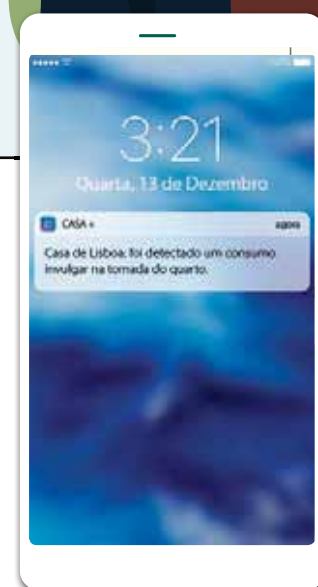 3:21
Quarta, 13 de Dezembro
CASA + agora
Casa de Lisboa: foi detectado um consumo
invulgar na tomada do quarto.